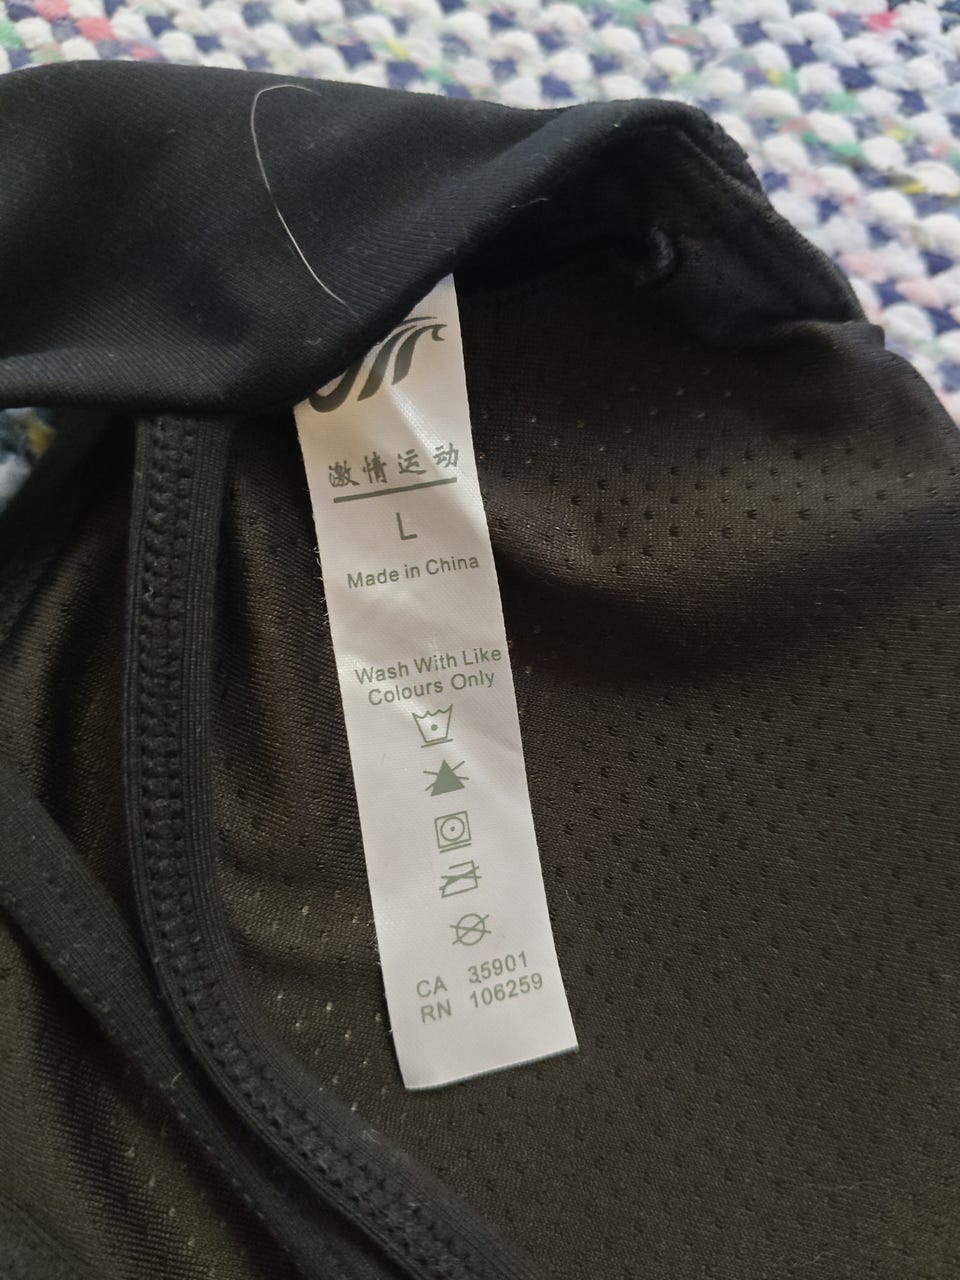 激情运动
L
Made in China
Wash With Like
Colours Only
CA 35901
RN 106259